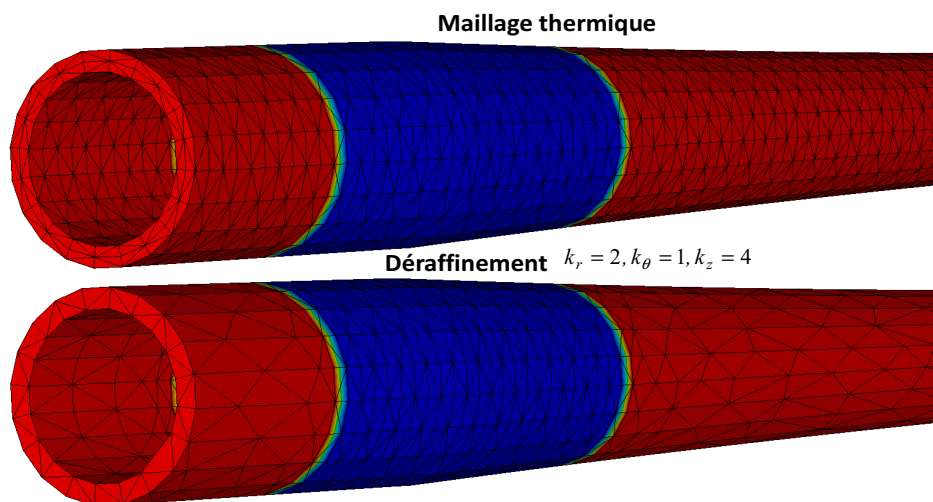 Maillage thermique
Déraffinement $k_r = 2, k_\theta = 1, k_z = 4$